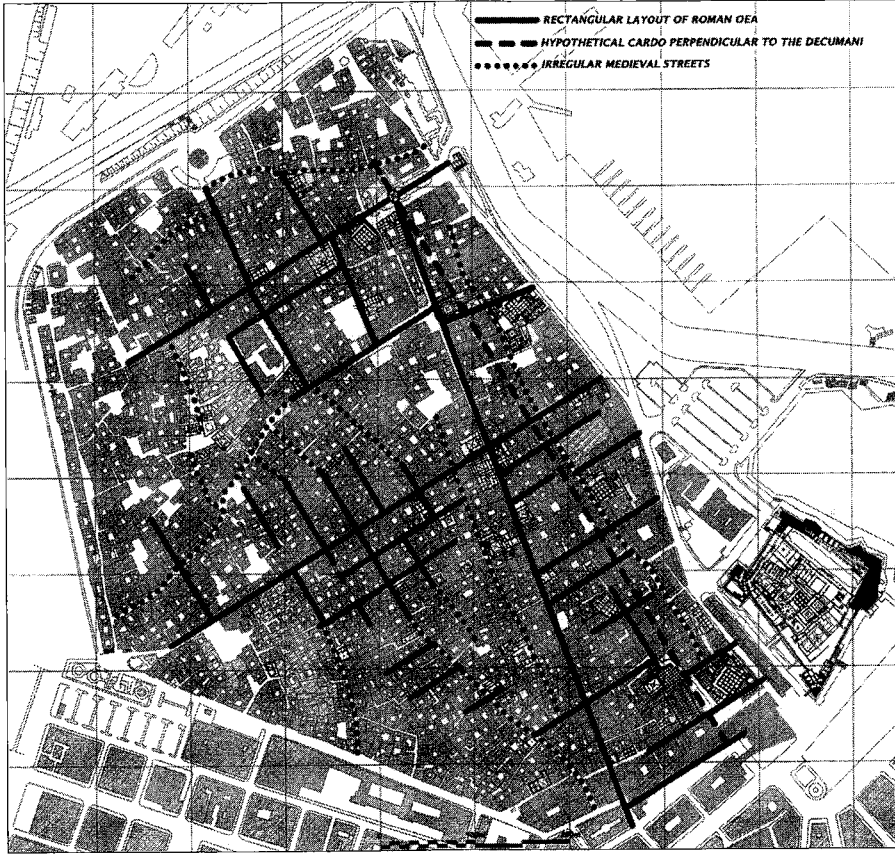 RECTANGULAR LAYOUT OF ROMAN OEA
HYPOTHETICAL CARDO PERPENDICULAR TO THE DECUMANI
IRREGULAR MEDIEVAL STREETS